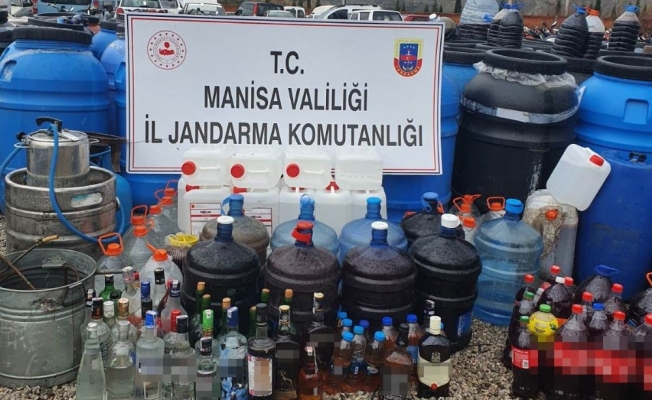 T.C.
MANİSA VALİLİĞİ
İL JANDARMA KOMUTANLIĞI